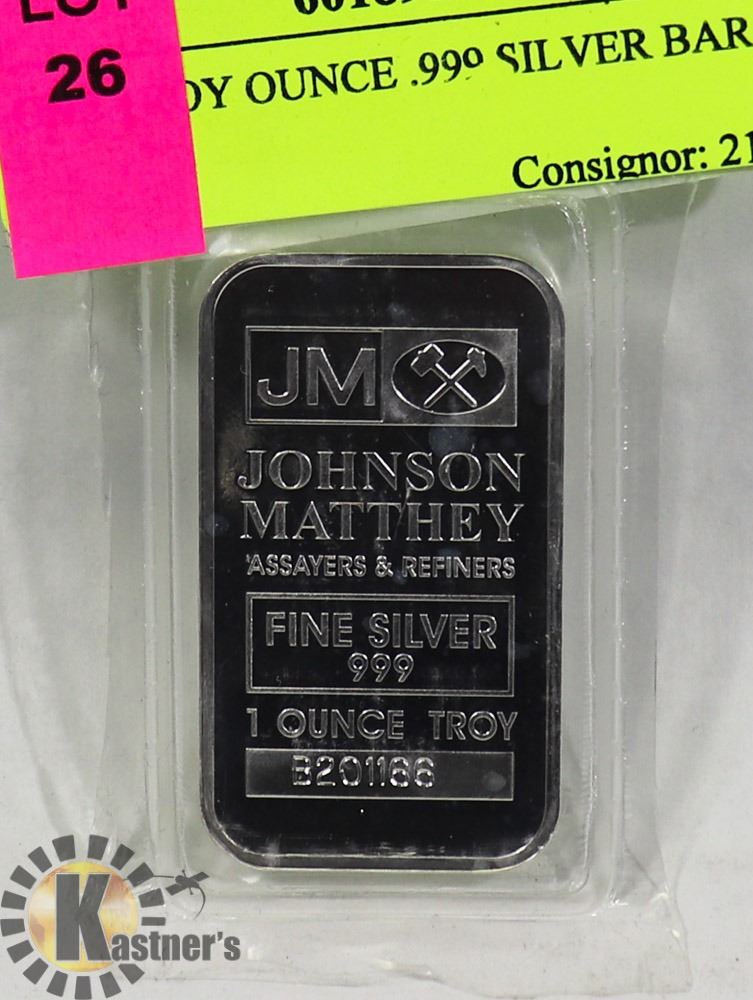 LOT
26
OY OUNCE .999 SILVER BAR
Consignor: 21
JM
JOHNSON
MATTHEY
ASSAYERS & REFINERS
FINE SILVER
999
1 OUNCE TROY
B201166
Kastner's